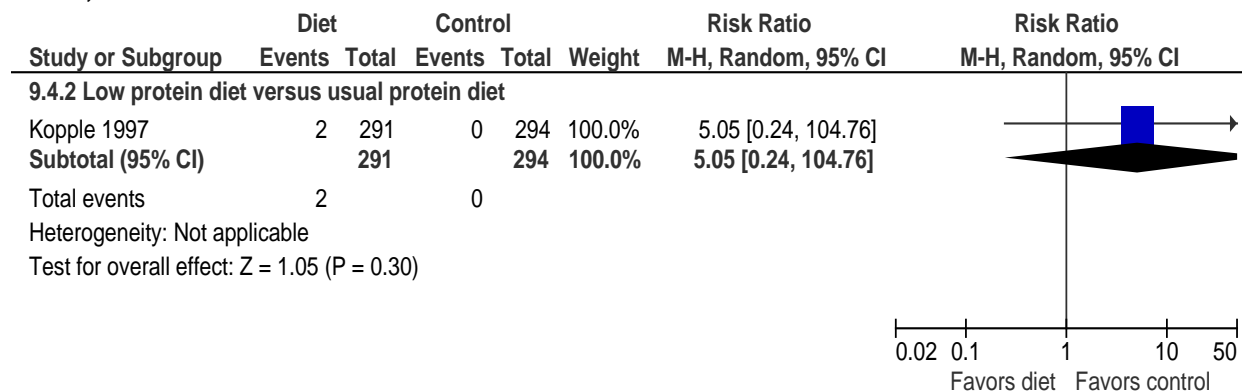 Diet Control Risk Ratio Risk Ratio
Study or Subgroup Events Total Events Total Weight M-H, Random, 95% CI M-H, Random, 95% CI
9.4.2 Low protein diet versus usual protein diet
Kopple 1997 2 291 0 294 100.0% 5.05 [0.24, 104.76]
Subtotal (95% CI) 291 294 100.0% 5.05 [0.24, 104.76]
Total events 2 0
Heterogeneity: Not applicable
Test for overall effect: Z = 1.05 (P = 0.30)
0.02 0.1 1 10 50
Favors diet Favors control